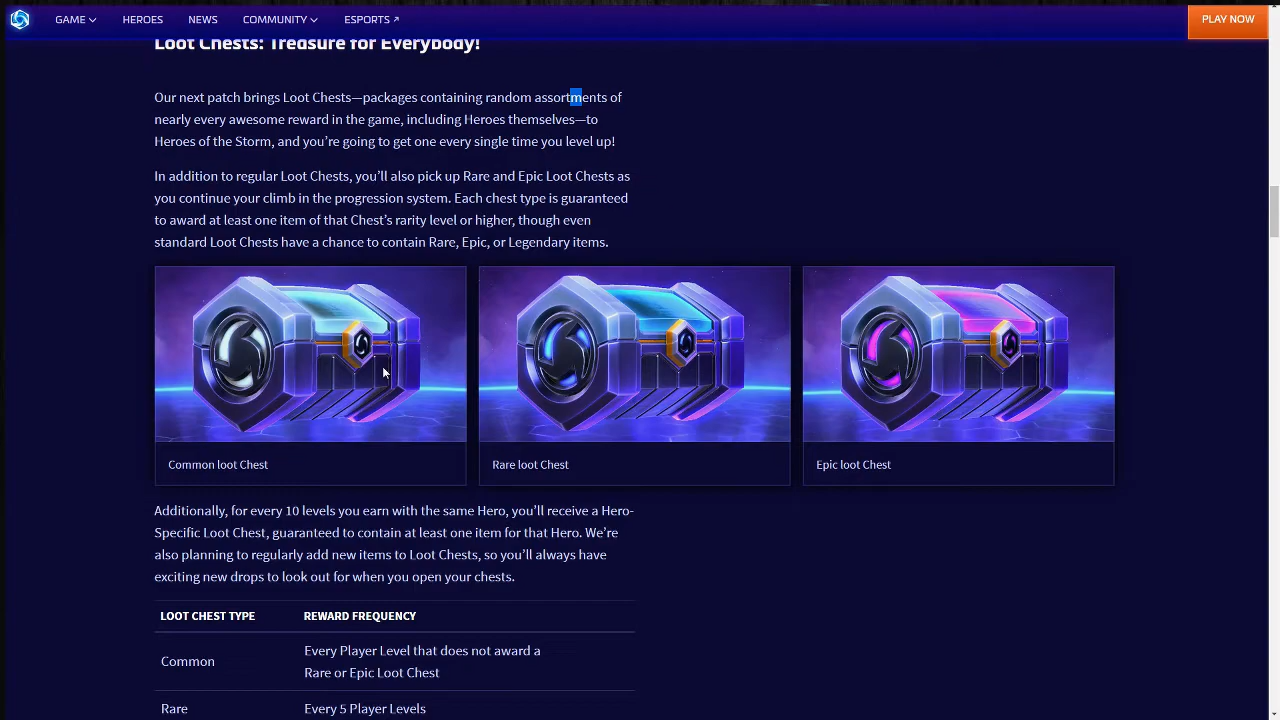 GAME HEROES NEWS COMMUNITY ESPORTS PLAY NOW
Loot Chests: Treasure for Everybody!
Our next patch brings Loot Chests—packages containing random assortments of
nearly every awesome reward in the game, including Heroes themselves—to
Heroes of the Storm, and you’re going to get one every single time you level up!
In addition to regular Loot Chests, you’ll also pick up Rare and Epic Loot Chests as
you continue your climb in the progression system. Each chest type is guaranteed
to award at least one item of that Chest’s rarity level or higher, though even
standard Loot Chests have a chance to contain Rare, Epic, or Legendary items.
Common loot Chest
Rare loot Chest
Epic loot Chest
Additionally, for every 10 levels you earn with the same Hero, you’ll receive a Hero-
Specific Loot Chest, guaranteed to contain at least one item for that Hero. We’re
also planning to regularly add new items to Loot Chests, so you’ll always have
exciting new drops to look out for when you open your chests.
LOOT CHEST TYPE REWARD FREQUENCY
Common
Every Player Level that does not award a
Rare or Epic Loot Chest
Rare Every 5 Player Levels